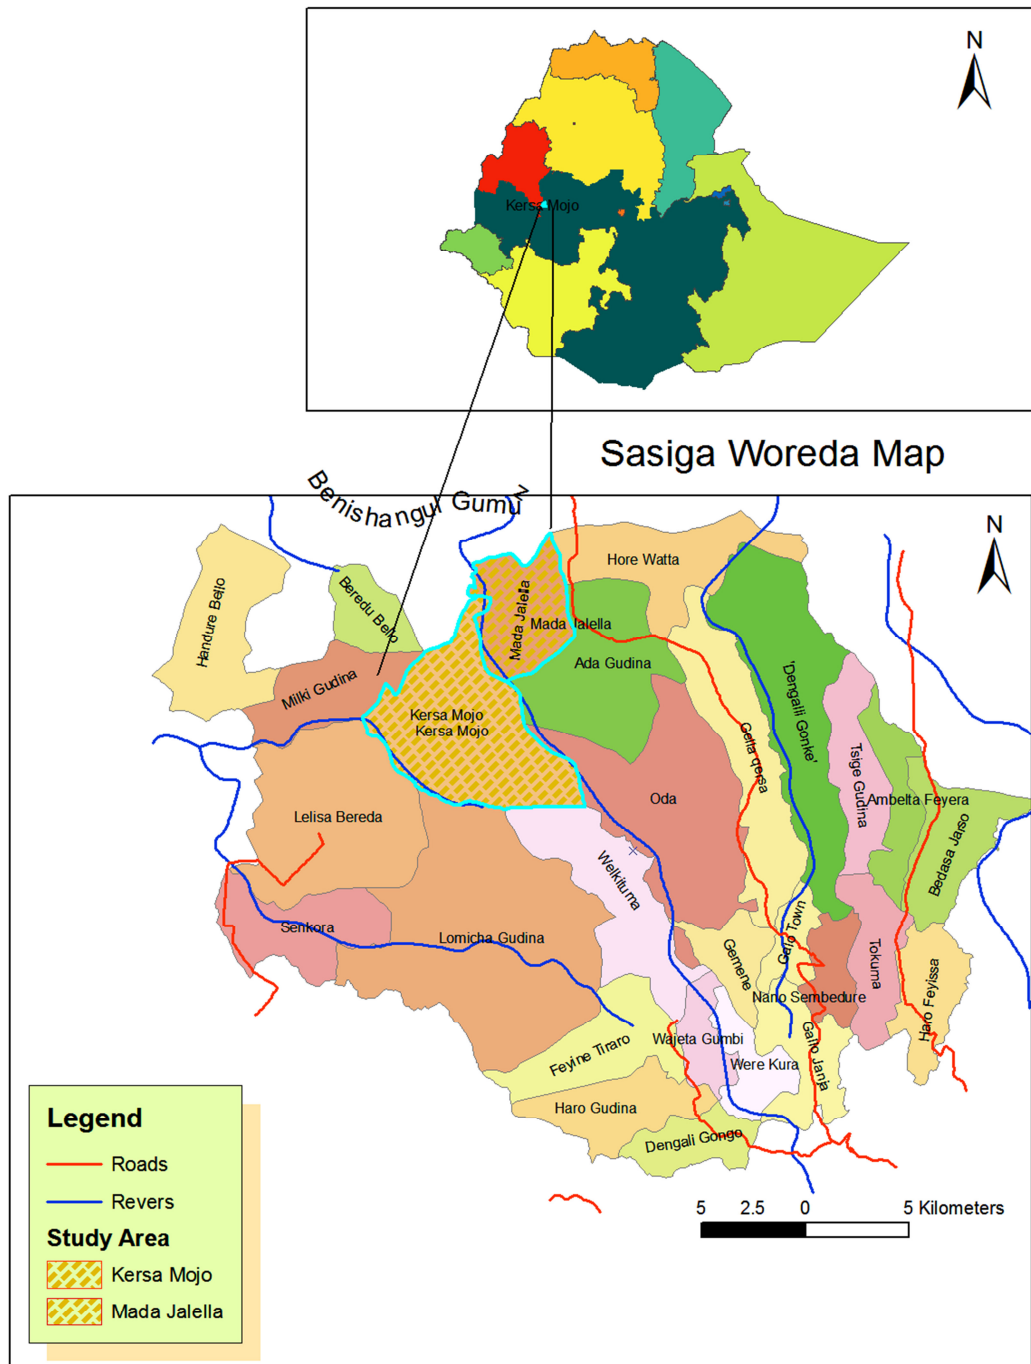 N
Kersa Mojo
Sasiga Woreda Map
Benishangul Gumuz
N
Hore Watta
Handure Bello
Beredu Bello
Mada Jalella
Mada Jalella
Ada Gudina
Milki Gudina
Kersa Mojo
Kersa Mojo
'Dengalli Gonke'
Gelta qersa
Tsige Gudina
Oda
Ambelta Feyera
Lelisa Bereda
Bedasa Jarso
Welkituma
Senkora
Lomicha Gudina
Galo Town
Gemene
Tokuma
Nano Sembedure
Haro Feyissa
Feyine Tiraro
Wajeta Gumbi
Were Kura
Gallo Janja
Haro Gudina
Dengali Gongo
5 2.5 0 5 Kilometers
Legend
Roads
Revers
Study Area
Kersa Mojo
Mada Jalella